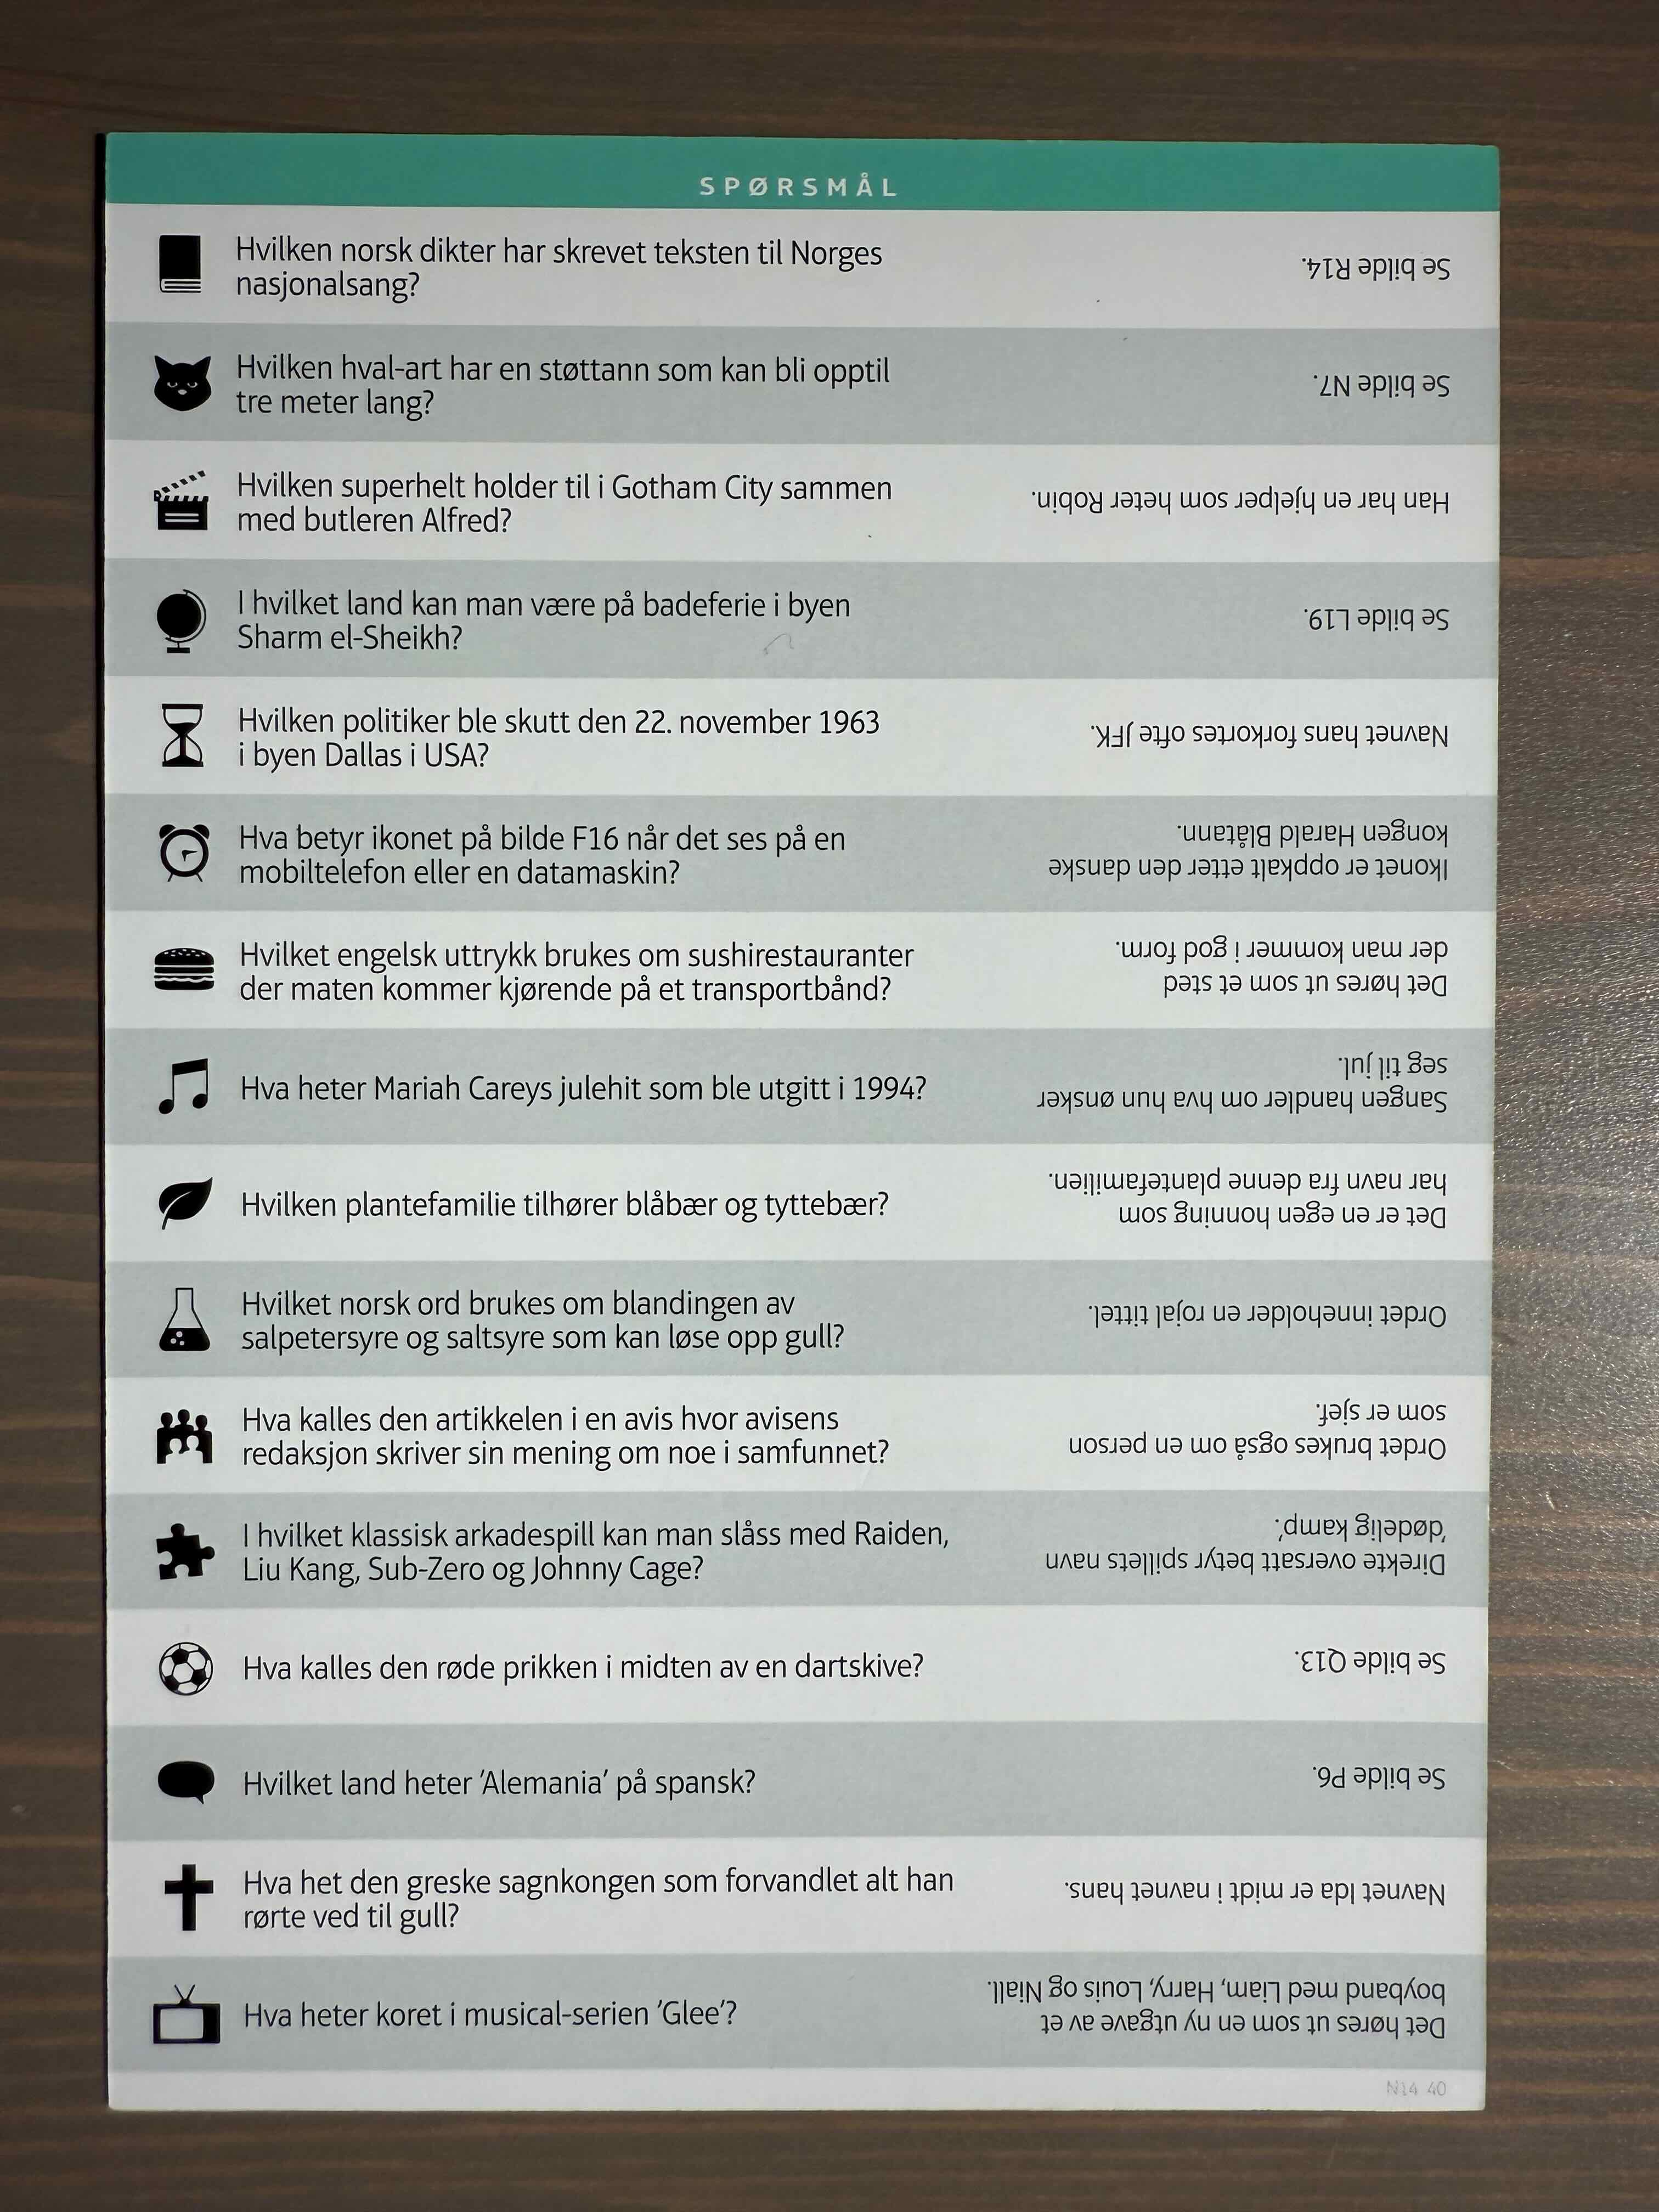 SPØRSMÅL
Hvilken norsk dikter har skrevet teksten til Norges
nasjonalsang?
Se bilde R14.
Hvilken hval-art har en støttann som kan bli opptil
tre meter lang?
Se bilde N7.
Hvilken superhelt holder til i Gotham City sammen
med butleren Alfred?
Han har en hjelper som heter Robin.
I hvilket land kan man være på badeferie i byen
Sharm el-Sheikh?
Se bilde L19.
Hvilken politiker ble skutt den 22. november 1963
i byen Dallas i USA?
Navnet hans forkortes ofte JFK.
Hva betyr ikonet på bilde F16 når det ses på en
mobiltelefon eller en datamaskin?
Ikonet er oppkalt etter den danske
kongen Harald Blåtann.
Hvilket engelsk uttrykk brukes om sushirestauranter
der maten kommer kjørende på et transportbånd?
Det høres ut som et sted
der man kommer i god form.
Hva heter Mariah Careys julehit som ble utgitt i 1994?
Sangen handler om hva hun ønsker
seg til jul.
Hvilken plantefamilie tilhører blåbær og tyttebær?
Det er en egen honning som
har navn fra denne plantefamilien.
Hvilket norsk ord brukes om blandingen av
salpetersyre og saltsyre som kan løse opp gull?
Ordet inneholder en rojal tittel.
Hva kalles den artikkelen i en avis hvor avisens
redaksjon skriver sin mening om noe i samfunnet?
Ordet brukes også om en person
som er sjef.
I hvilket klassisk arkadespill kan man slåss med Raiden,
Liu Kang, Sub-Zero og Johnny Cage?
Direkte oversatt betyr spillets navn
'dødelig kamp'.
Hva kalles den røde prikken i midten av en dartskive?
Se bilde Q13.
Hvilket land heter 'Alemania' på spansk?
Se bilde P6.
Hva het den greske sagnkongen som forvandlet alt han
rørte ved til gull?
Navnet Ida er midt i navnet hans.
Hva heter koret i musical-serien 'Glee'?
Det høres ut som en ny utgave av et
boyband med Liam, Harry, Louis og Niall.
N14 40